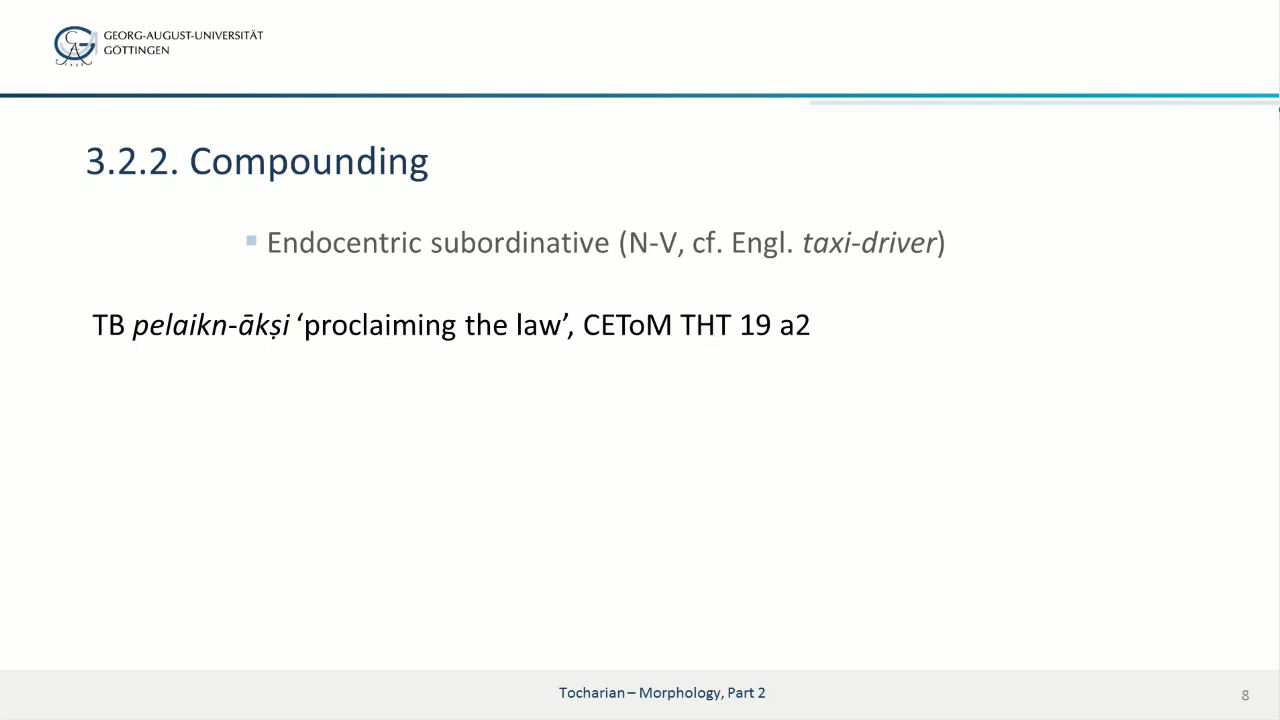 GEORG-AUGUST-UNIVERSITÄT
GÖTTINGEN
3.2.2. Compounding
▪ Endocentric subordinative (N-V, cf. Engl. taxi-driver)
TB pelaikn-ākṣi ‘proclaiming the law’, CEToM THT 19 a2
Tocharian – Morphology, Part 2
8